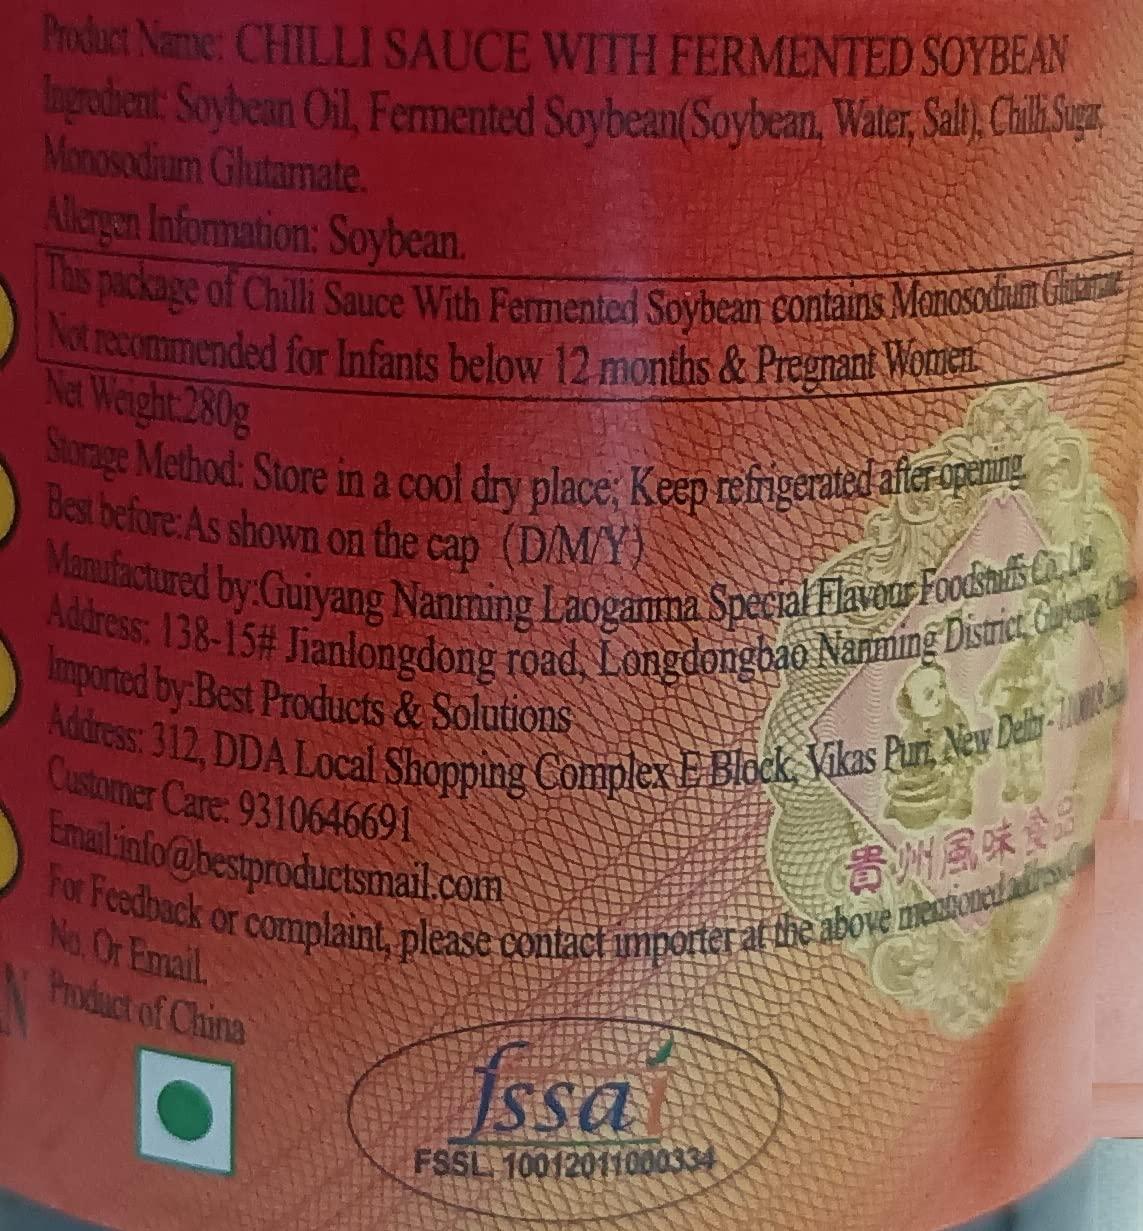 Product Name: CHILLI SAUCE WITH FERMENTED SOYBEAN
Ingredient: Soybean Oil, Fermented Soybean(Soybean, Water, Salt), Chilli,Sugar,
Monosodium Glutamate.
Allergen Information: Soybean.
This package of Chilli Sauce With Fermented Soybean contains Monosodium Glutamate
Not recommended for Infants below 12 months & Pregnant Women.
Net Weight:280g
Storage Method: Store in a cool dry place; Keep refrigerated after opening.
Best before:As shown on the cap (D/M/Y)
Manufactured by:Guiyang Nanming Laoganma Special Flavour Foodstuffs Co., Ltd
Address: 138-15# Jianlongdong road, Longdongbao Nanming District, Guiyang
Imported by:Best Products & Solutions
Address: 312, DDA Local Shopping Complex E Block, Vikas Puri, New Delhi -
Customer Care: 9310646691
Email:info@bestproductsmail.com
For Feedback or complaint, please contact importer at the above mentioned address
No. Or Email.
Product of China
貴州風味食品
fssai
FSSL. 10012011000334